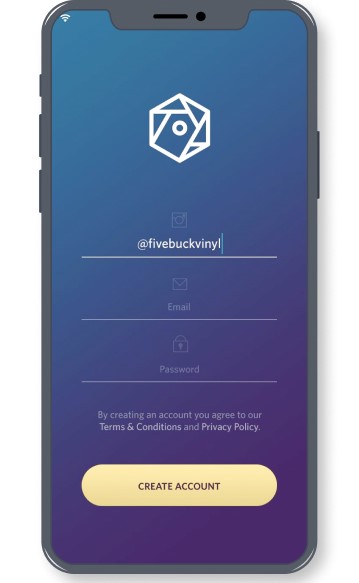 @fivebuckvinyl
Email
Password
By creating an account you agree to our
Terms & Conditions and Privacy Policy.
CREATE ACCOUNT